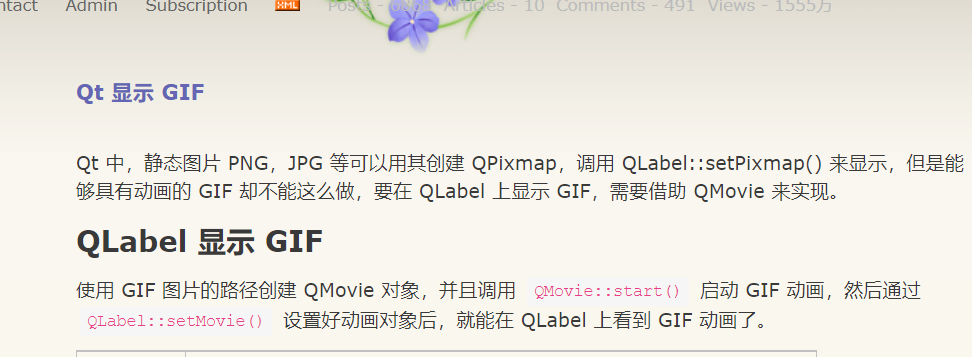 ntact Admin Subscription XML Posts - Articles - 10 Comments - 491 Views - 1555万
Qt 显示 GIF
Qt 中，静态图片 PNG，JPG 等可以用其创建 QPixmap，调用 QLabel::setPixmap() 来显示，但是能
够具有动画的 GIF 却不能这么做，要在 QLabel 上显示 GIF，需要借助 QMovie 来实现。
QLabel 显示 GIF
使用 GIF 图片的路径创建 QMovie 对象，并且调用 QMovie::start() 启动 GIF 动画，然后通过
QLabel::setMovie() 设置好动画对象后，就能在 QLabel 上看到 GIF 动画了。